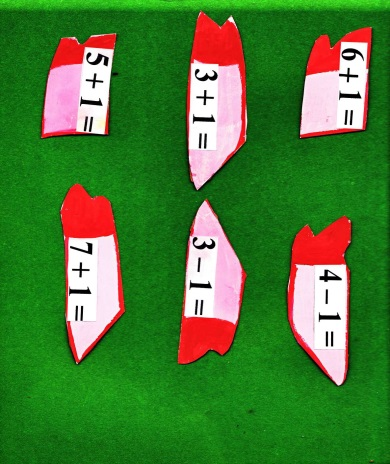 5 + 1 =
3 + 1 =
6 + 1 =
7 + 1 =
3 – 1 =
4 – 1 =